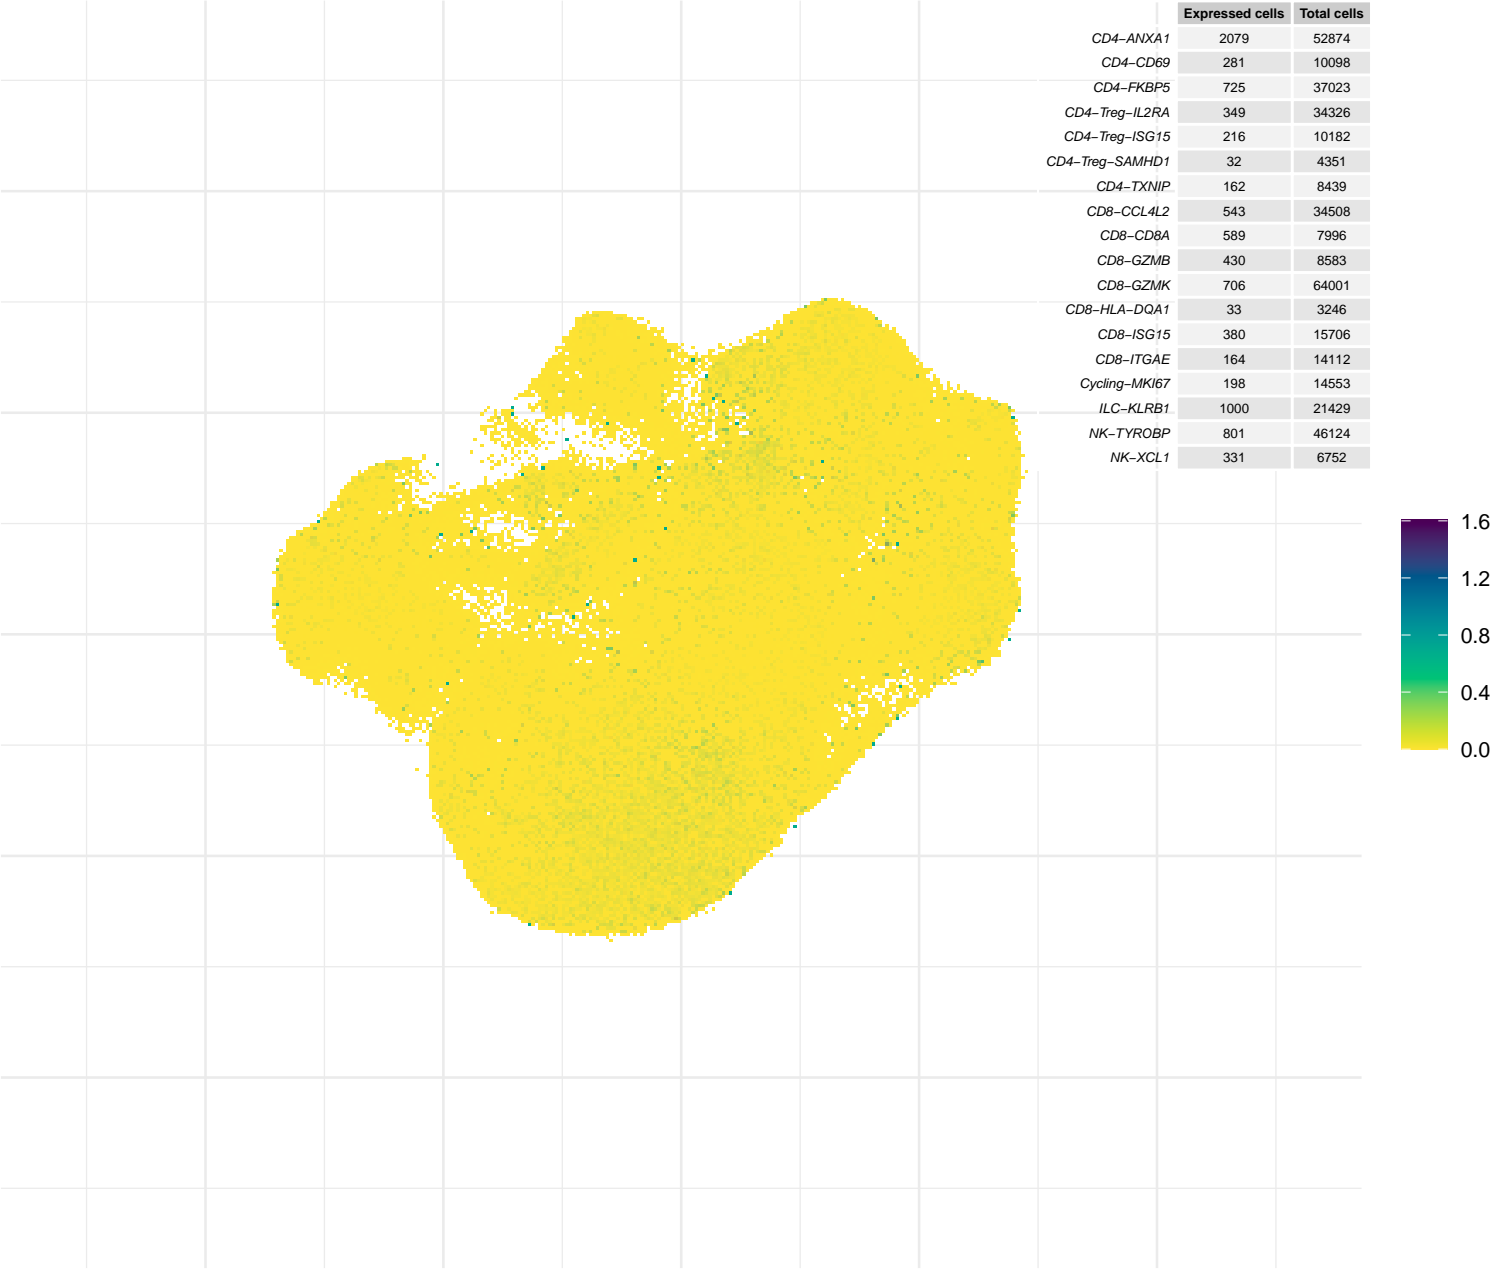 Expressed cells Total cells
CD4−ANXA1 2079 52874
CD4−CD69 281 10098
CD4−FKBP5 725 37023
CD4−Treg−IL2RA 349 34326
CD4−Treg−ISG15 216 10182
CD4−Treg−SAMHD1 32 4351
CD4−TXNIP 162 8439
CD8−CCL4L2 543 34508
CD8−CD8A 589 7996
CD8−GZMB 430 8583
CD8−GZMK 706 64001
CD8−HLA−DQA1 33 3246
CD8−ISG15 380 15706
CD8−ITGAE 164 14112
Cycling−MKI67 198 14553
ILC−KLRB1 1000 21429
NK−TYROBP 801 46124
NK−XCL1 331 6752
1.6
1.2
0.8
0.4
0.0